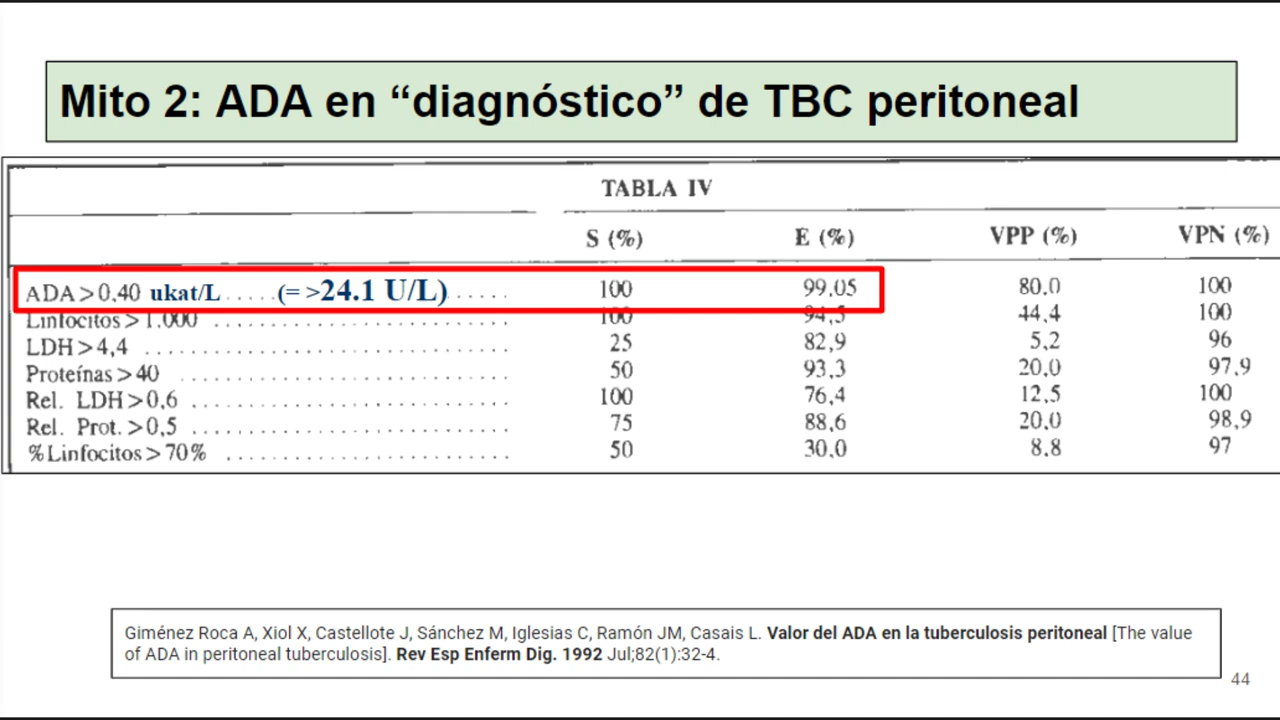 Mito 2: ADA en “diagnóstico” de TBC peritoneal
TABLA IV
S (%) E (%) VPP (%) VPN (%)
ADA > 0,40 ukat/L ..... (= >24.1 U/L) ...... 100 99,05 80,0 100
Linfocitos > 1.000 ........................ 100 94,5 44,4 100
LDH > 4,4 ............................. 25 82,9 5,2 96
Proteínas > 40 .......................... 50 93,3 20,0 97,9
Rel. LDH > 0,6 ......................... 100 76,4 12,5 100
Rel. Prot. > 0,5 ......................... 75 88,6 20,0 98,9
% Linfocitos > 70% ...................... 50 30,0 8,8 97
Giménez Roca A, Xiol X, Castellote J, Sánchez M, Iglesias C, Ramón JM, Casais L. Valor del ADA en la tuberculosis peritoneal [The value
of ADA in peritoneal tuberculosis]. Rev Esp Enferm Dig. 1992 Jul;82(1):32-4.
44